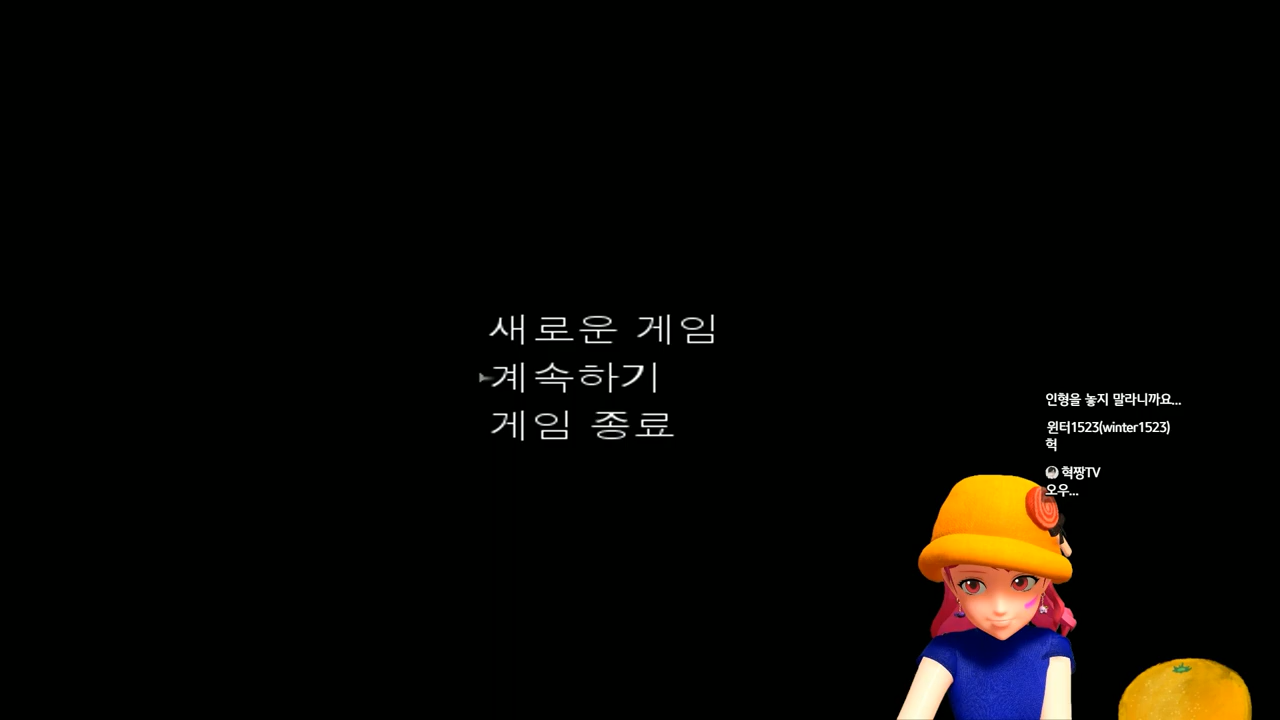 새로운 게임
계속하기
게임 종료
인형을 놓지 말라니까요...
윈터1523(winter1523)
헉
혁짱TV
오우...